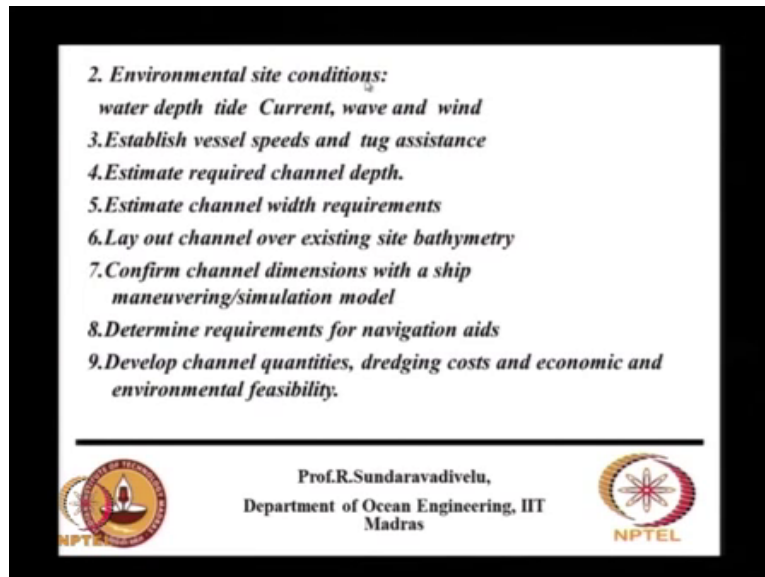 2. Environmental site conditions:
water depth tide Current, wave and wind
3.Establish vessel speeds and tug assistance
4.Estimate required channel depth.
5.Estimate channel width requirements
6.Lay out channel over existing site bathymetry
7.Confirm channel dimensions with a ship
maneuvering/simulation model
8.Determine requirements for navigation aids
9.Develop channel quantities, dredging costs and economic and
environmental feasibility.
Prof.R.Sundaravadivelu,
Department of Ocean Engineering, IIT
Madras
NPTEL
NPTEL